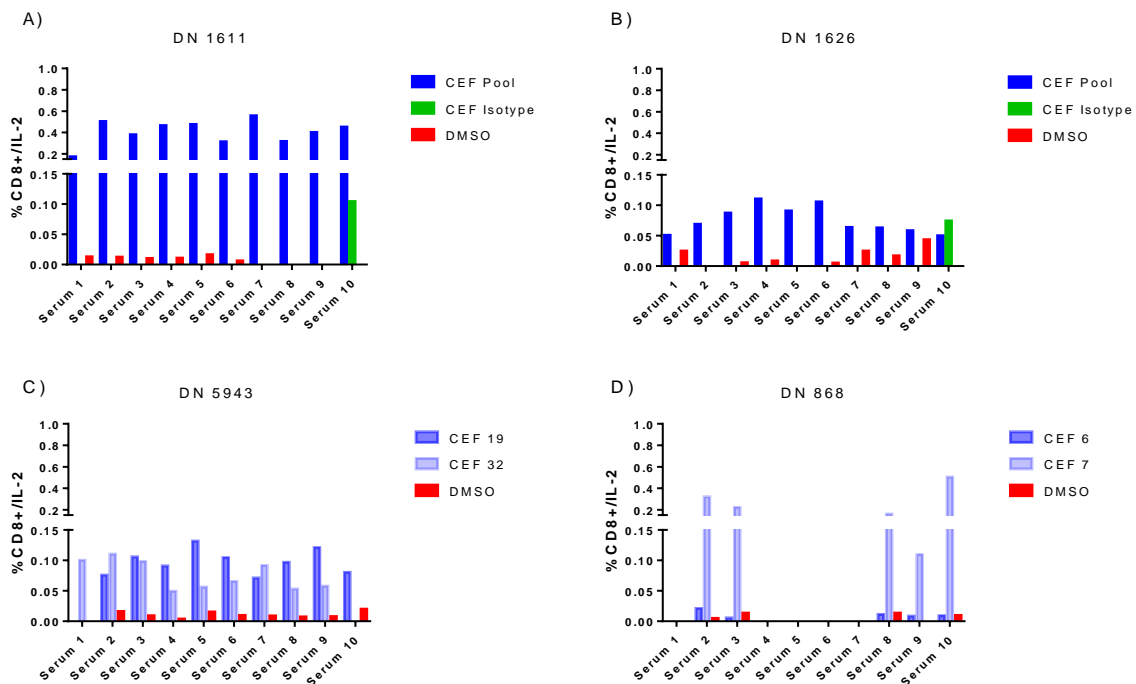 A)
DN 1611
%CD8+/IL-2
1.0
0.8
0.6
0.4
0.2
0.15
0.10
0.05
0.00
Serum 1
Serum 2
Serum 3
Serum 4
Serum 5
Serum 6
Serum 7
Serum 8
Serum 9
Serum 10
CEF Pool
CEF Isotype
DMSO
B)
DN 1626
%CD8+/IL-2
1.0
0.8
0.6
0.4
0.2
0.15
0.10
0.05
0.00
Serum 1
Serum 2
Serum 3
Serum 4
Serum 5
Serum 6
Serum 7
Serum 8
Serum 9
Serum 10
CEF Pool
CEF Isotype
DMSO
C)
DN 5943
%CD8+/IL-2
1.0
0.8
0.6
0.4
0.2
0.15
0.10
0.05
0.00
Serum 1
Serum 2
Serum 3
Serum 4
Serum 5
Serum 6
Serum 7
Serum 8
Serum 9
Serum 10
CEF 19
CEF 32
DMSO
D)
DN 868
%CD8+/IL-2
1.0
0.8
0.6
0.4
0.2
0.15
0.10
0.05
0.00
Serum 1
Serum 2
Serum 3
Serum 4
Serum 5
Serum 6
Serum 7
Serum 8
Serum 9
Serum 10
CEF 6
CEF 7
DMSO